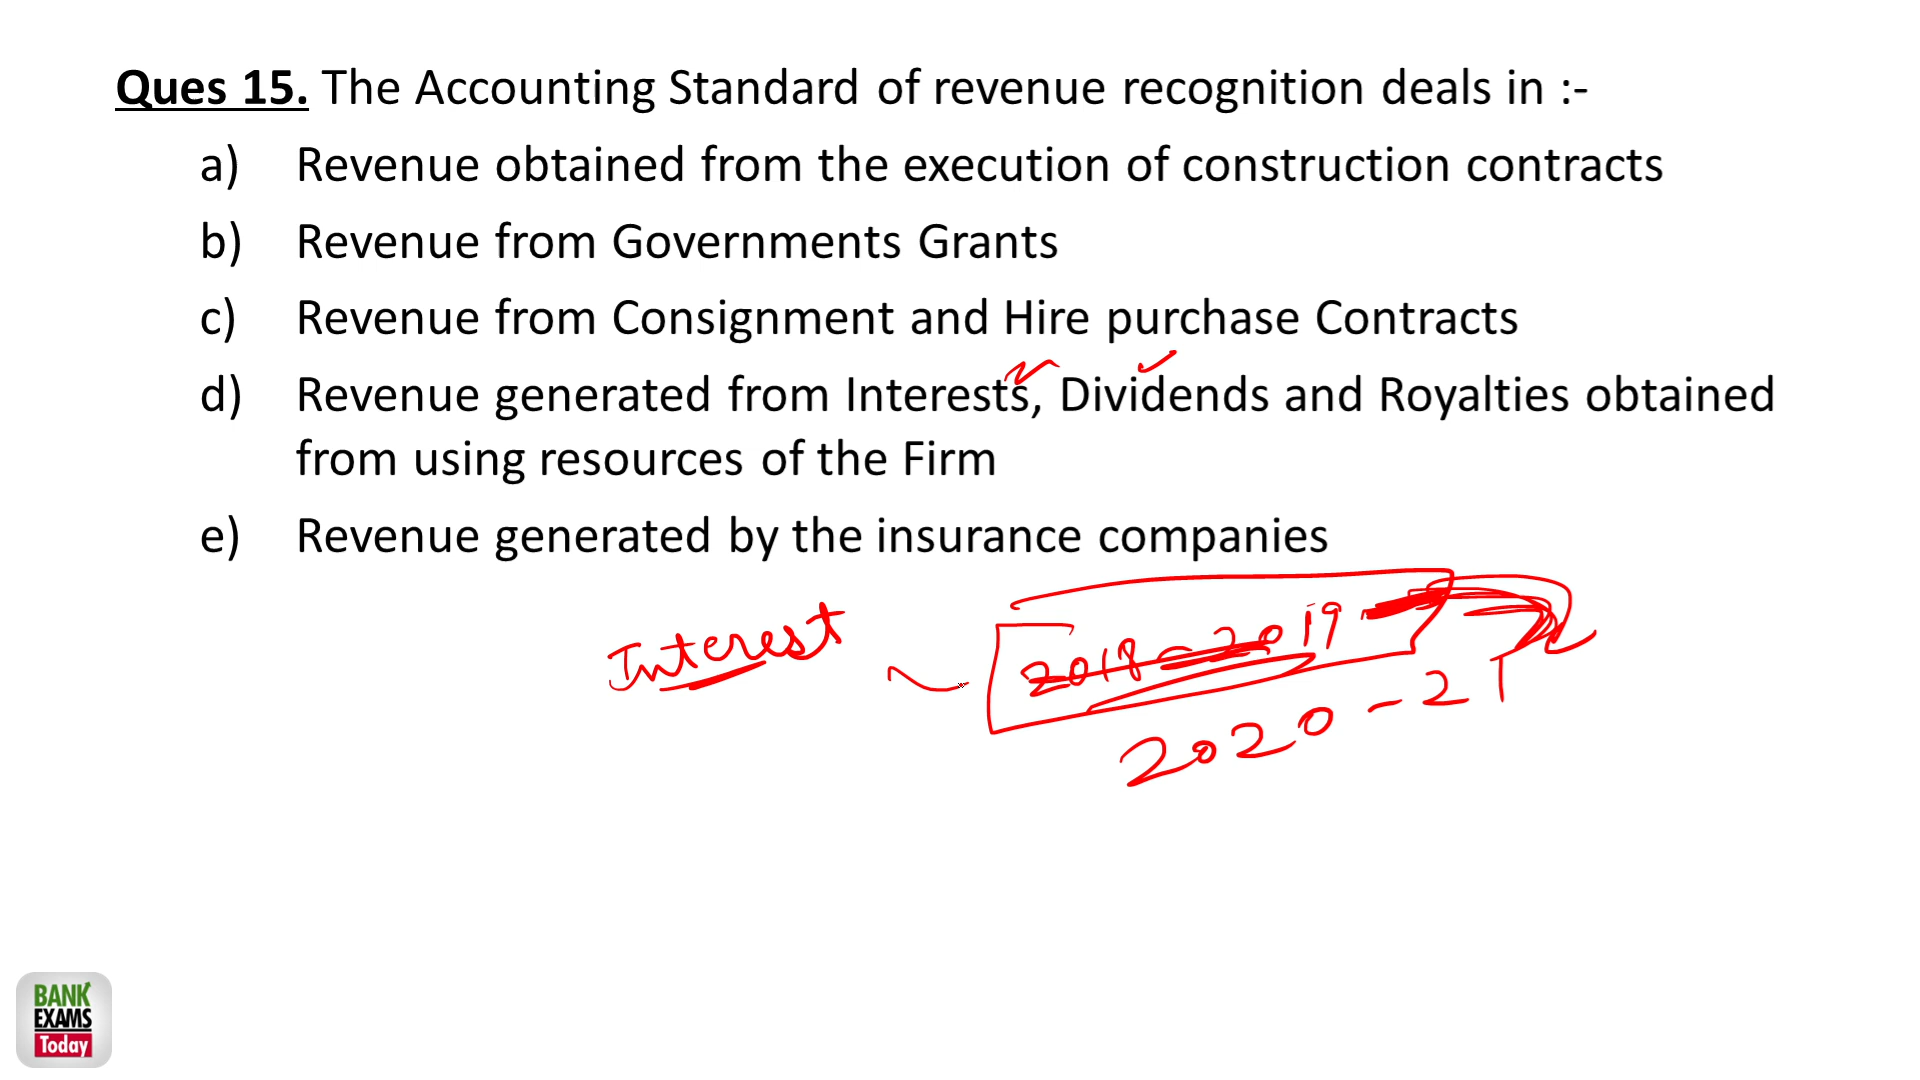 Ques 15. The Accounting Standard of revenue recognition deals in :-
a) Revenue obtained from the execution of construction contracts
b) Revenue from Governments Grants
c) Revenue from Consignment and Hire purchase Contracts
d) Revenue generated from Interests, Dividends and Royalties obtained
from using resources of the Firm
e) Revenue generated by the insurance companies
Interest
2018-2019
2020-21
BANK
EXAMS
Today